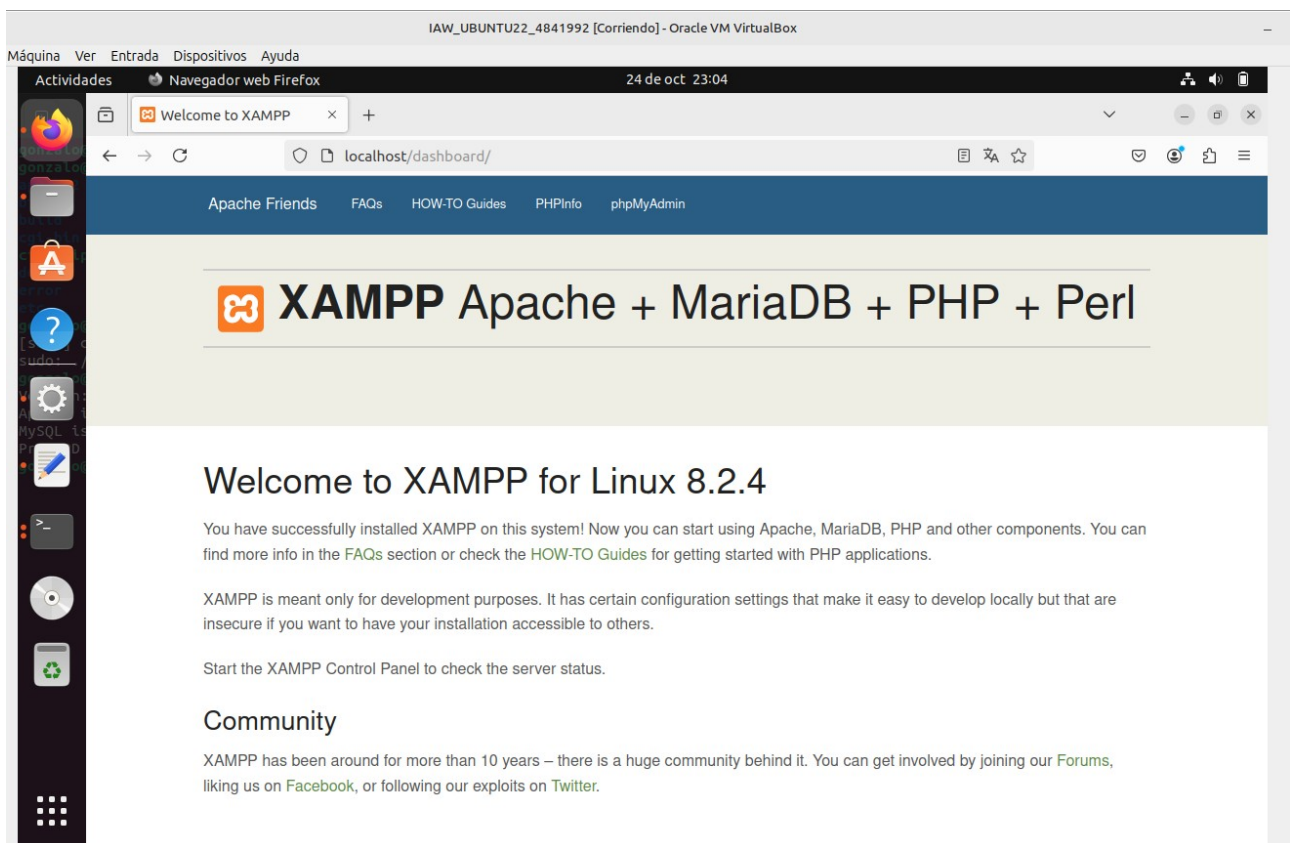 IAW_UBUNTU22_4841992 [Corriendo] - Oracle VM VirtualBox
Máquina Ver Entrada Dispositivos Ayuda
Actividades Navegador web Firefox 24 de oct 23:04
Welcome to XAMPP
localhost/dashboard/
Apache Friends FAQs HOW-TO Guides PHPInfo phpMyAdmin
XAMPP Apache + MariaDB + PHP + Perl
Welcome to XAMPP for Linux 8.2.4
You have successfully installed XAMPP on this system! Now you can start using Apache, MariaDB, PHP and other components. You can
find more info in the FAQs section or check the HOW-TO Guides for getting started with PHP applications.
XAMPP is meant only for development purposes. It has certain configuration settings that make it easy to develop locally but that are
insecure if you want to have your installation accessible to others.
Start the XAMPP Control Panel to check the server status.
Community
XAMPP has been around for more than 10 years – there is a huge community behind it. You can get involved by joining our Forums,
liking us on Facebook, or following our exploits on Twitter.